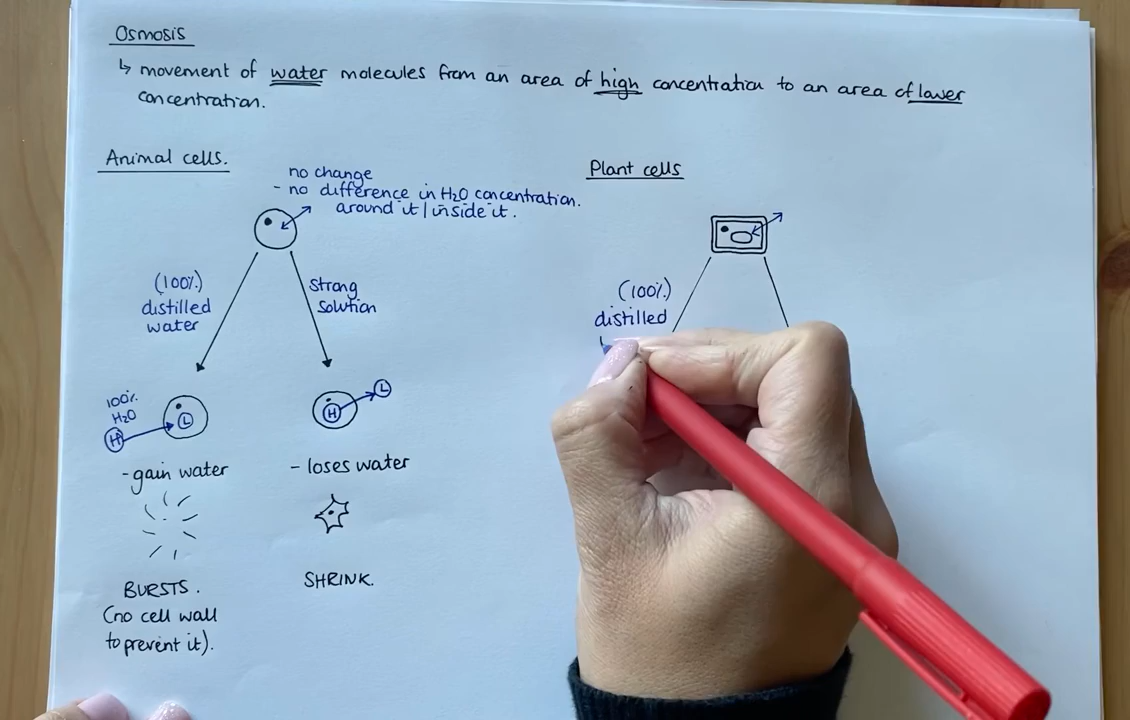 Osmosis
↳ movement of water molecules from an area of high concentration to an area of lower
concentration.
Animal cells.
no change
- no difference in H2O concentration.
around it / inside it.
(100%)
distilled
water
strong
solution
100%
H2O
H
L
H
L
- gain water
- loses water
BURSTS.
(no cell wall
to prevent it).
SHRINK.
Plant cells
(100%)
distilled